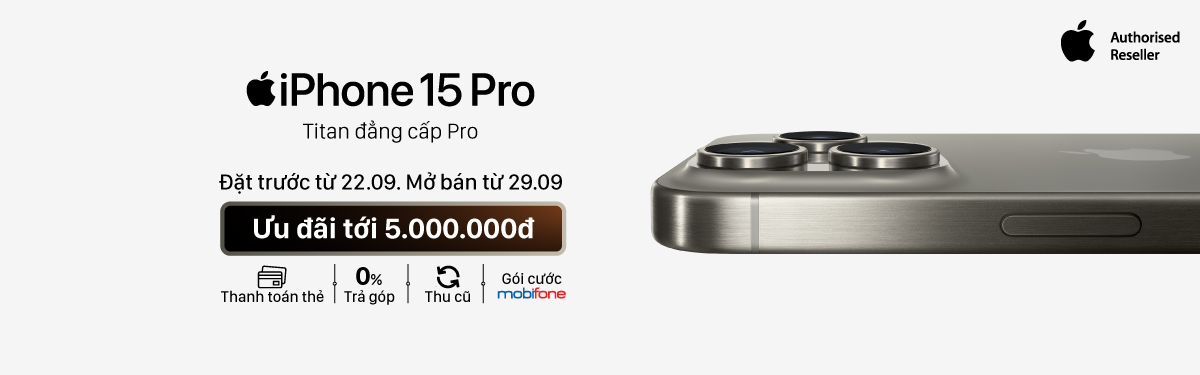 iPhone 15 Pro
Titan đẳng cấp Pro
Đặt trước từ 22.09. Mở bán từ 29.09
Ưu đãi tới 5.000.000đ
Thanh toán thẻ
0%
Trả góp
Thu cũ
Gói cước
mobifone
Authorised
Reseller